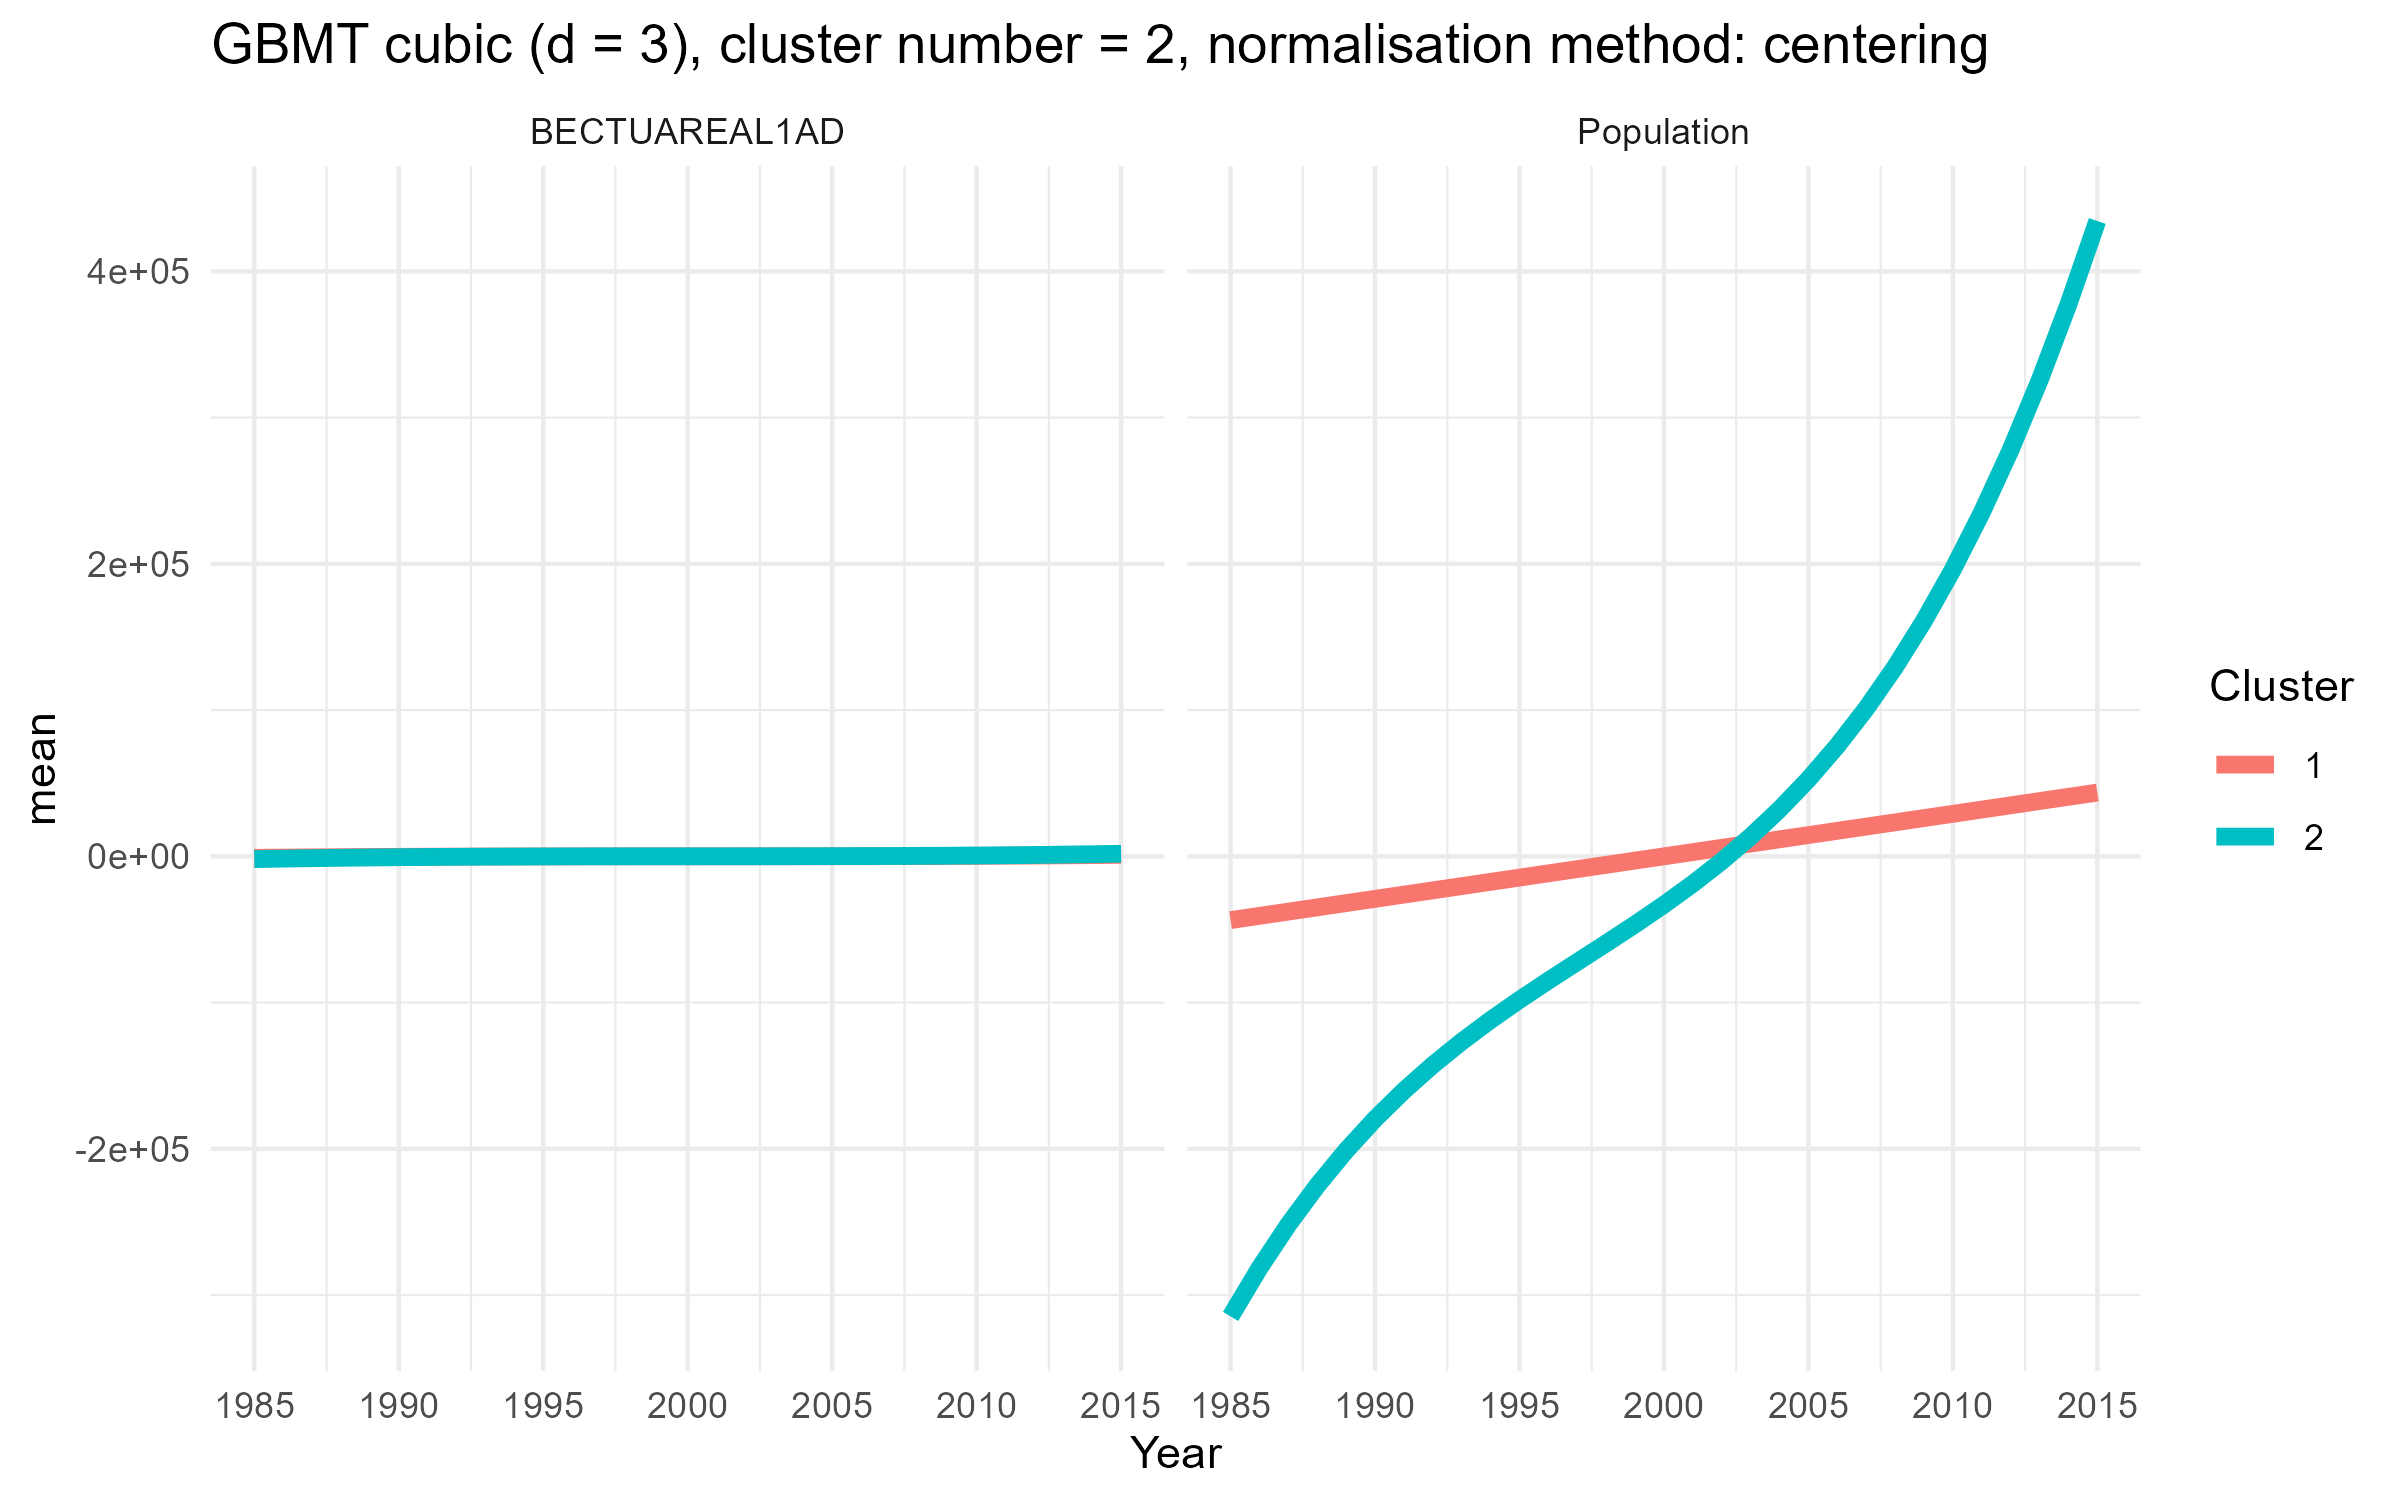 GBMT cubic (d = 3), cluster number = 2, normalisation method: centering
BECTUAREAL1AD
Population
4e+05
2e+05
0e+00
-2e+05
mean
1985 1990 1995 2000 2005 2010 2015
1985 1990 1995 2000 2005 2010 2015
Year
Cluster
1
2